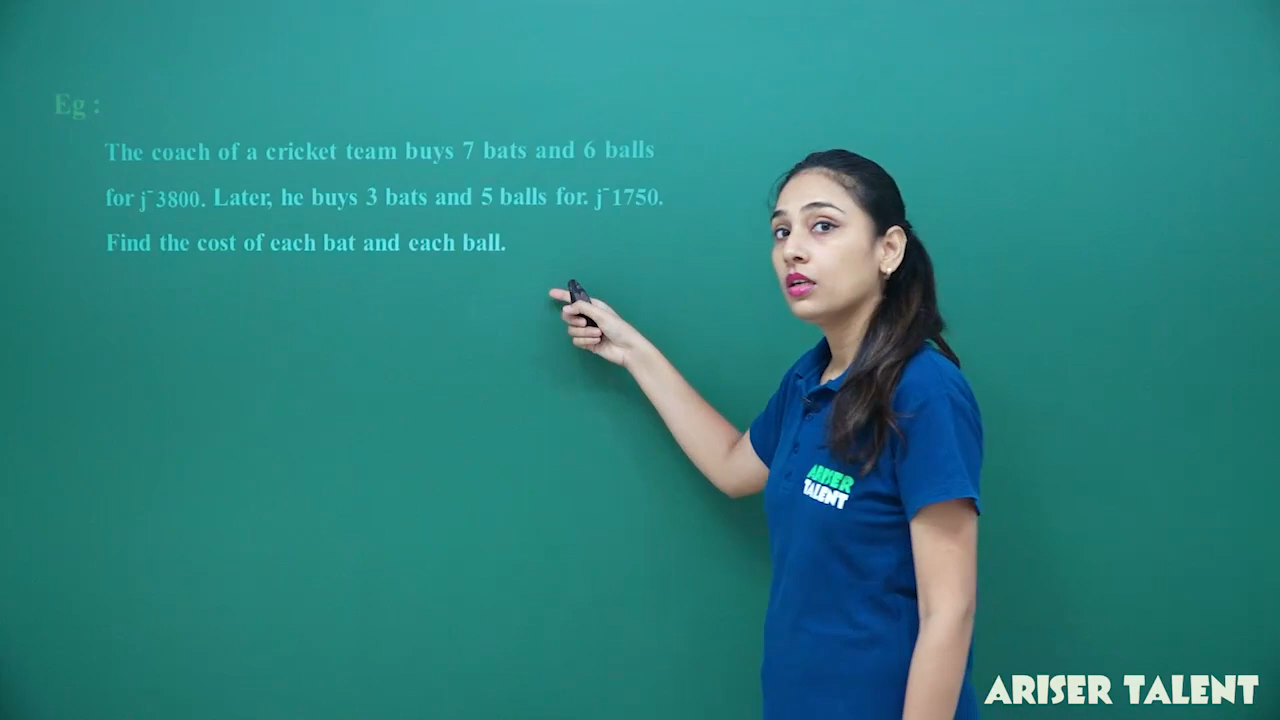 Eg :
The coach of a cricket team buys 7 bats and 6 balls
for j¯3800. Later, he buys 3 bats and 5 balls for. j¯1750.
Find the cost of each bat and each ball.
ARISER
TALENT
ARISER TALENT